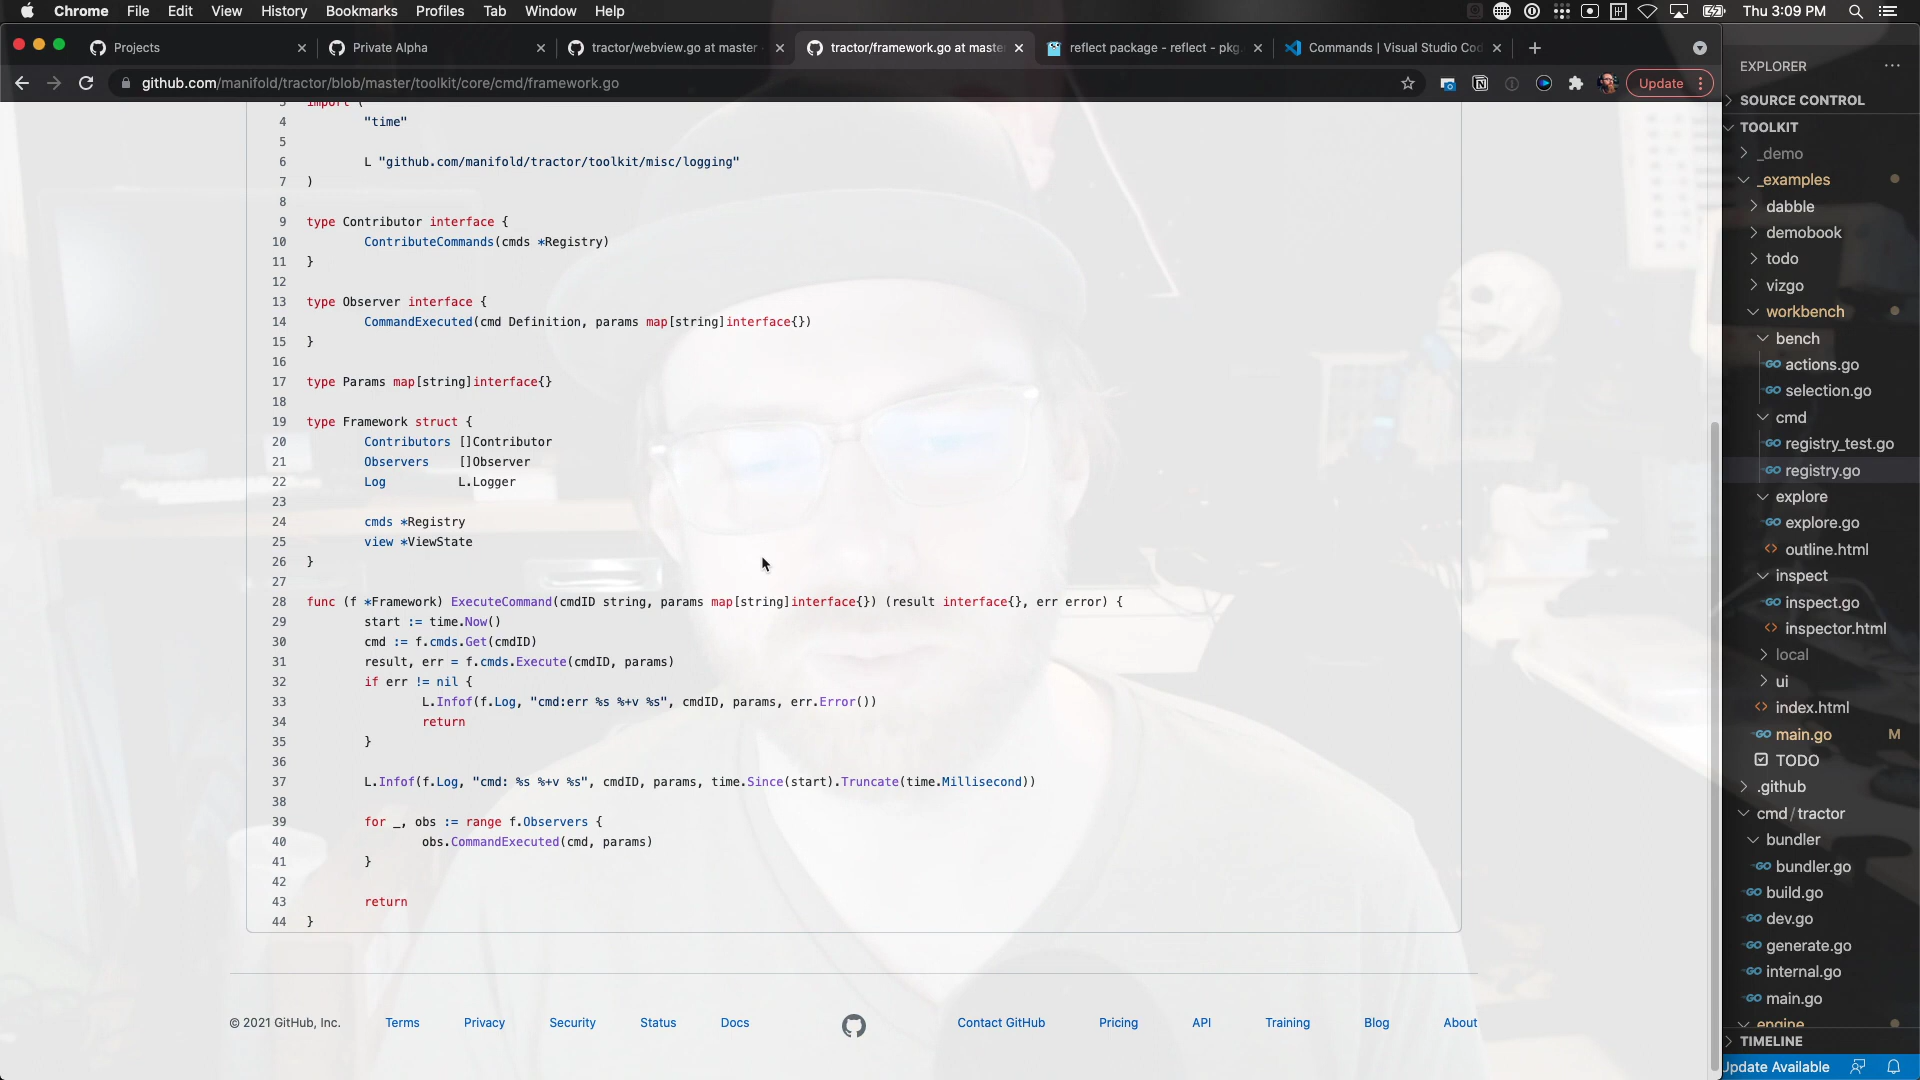 Chrome File Edit View History Bookmarks Profiles Tab Window Help
Thu 3:09 PM
Projects
Private Alpha
tractor/webview.go at master
tractor/framework.go at maste
reflect package - reflect - pkg.
Commands | Visual Studio Co
github.com/manifold/tractor/blob/master/toolkit/core/cmd/framework.go
Update
3 import (
4 "time"
5
6 L "github.com/manifold/tractor/toolkit/misc/logging"
7 )
8
9 type Contributor interface {
10 ContributeCommands(cmds *Registry)
11 }
12
13 type Observer interface {
14 CommandExecuted(cmd Definition, params map[string]interface{})
15 }
16
17 type Params map[string]interface{}
18
19 type Framework struct {
20 Contributors []Contributor
21 Observers []Observer
22 Log L.Logger
23
24 cmds *Registry
25 view *ViewState
26 }
27
28 func (f *Framework) ExecuteCommand(cmdID string, params map[string]interface{}) (result interface{}, err error) {
29 start := time.Now()
30 cmd := f.cmds.Get(cmdID)
31 result, err = f.cmds.Execute(cmdID, params)
32 if err != nil {
33 L.Infof(f.Log, "cmd:err %s %+v %s", cmdID, params, err.Error())
34 return
35 }
36
37 L.Infof(f.Log, "cmd: %s %+v %s", cmdID, params, time.Since(start).Truncate(time.Millisecond))
38
39 for _, obs := range f.Observers {
40 obs.CommandExecuted(cmd, params)
41 }
42
43 return
44 }
© 2021 GitHub, Inc. Terms Privacy Security Status Docs Contact GitHub Pricing API Training Blog About
EXPLORER
SOURCE CONTROL
TOOLKIT
_demo
_examples
dabble
demobook
todo
vizgo
workbench
bench
actions.go
selection.go
cmd
registry_test.go
registry.go
explore
explore.go
outline.html
inspect
inspect.go
inspector.html
local
ui
index.html
main.go M
TODO
.github
cmd / tractor
bundler
bundler.go
build.go
dev.go
generate.go
internal.go
main.go
engine
TIMELINE
Update Available